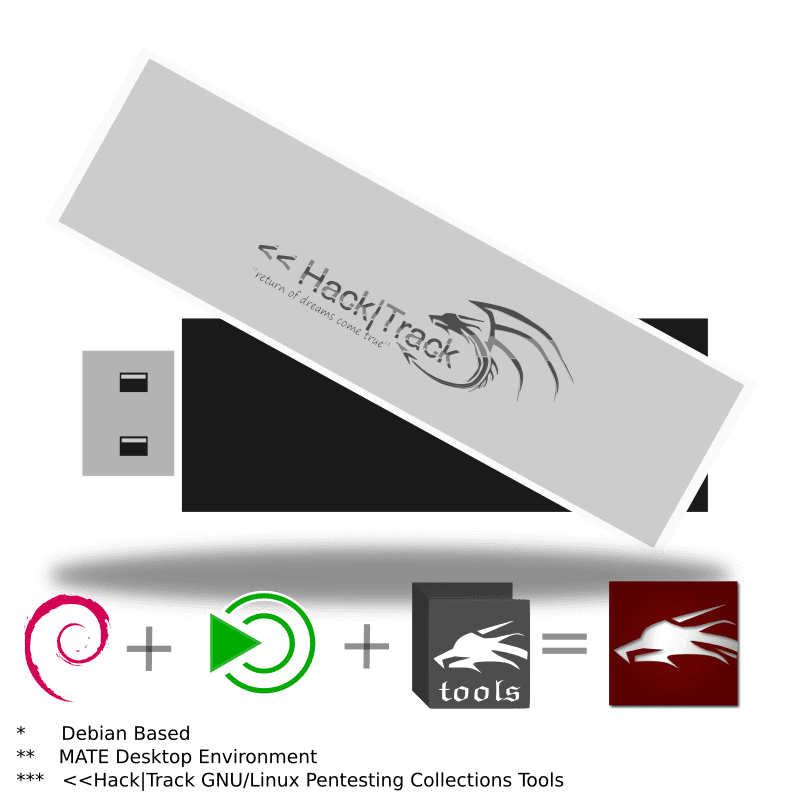 << Hack|Track
"return of dreams come true"
tools
* Debian Based
** MATE Desktop Environment
*** <<Hack|Track GNU/Linux Pentesting Collections Tools